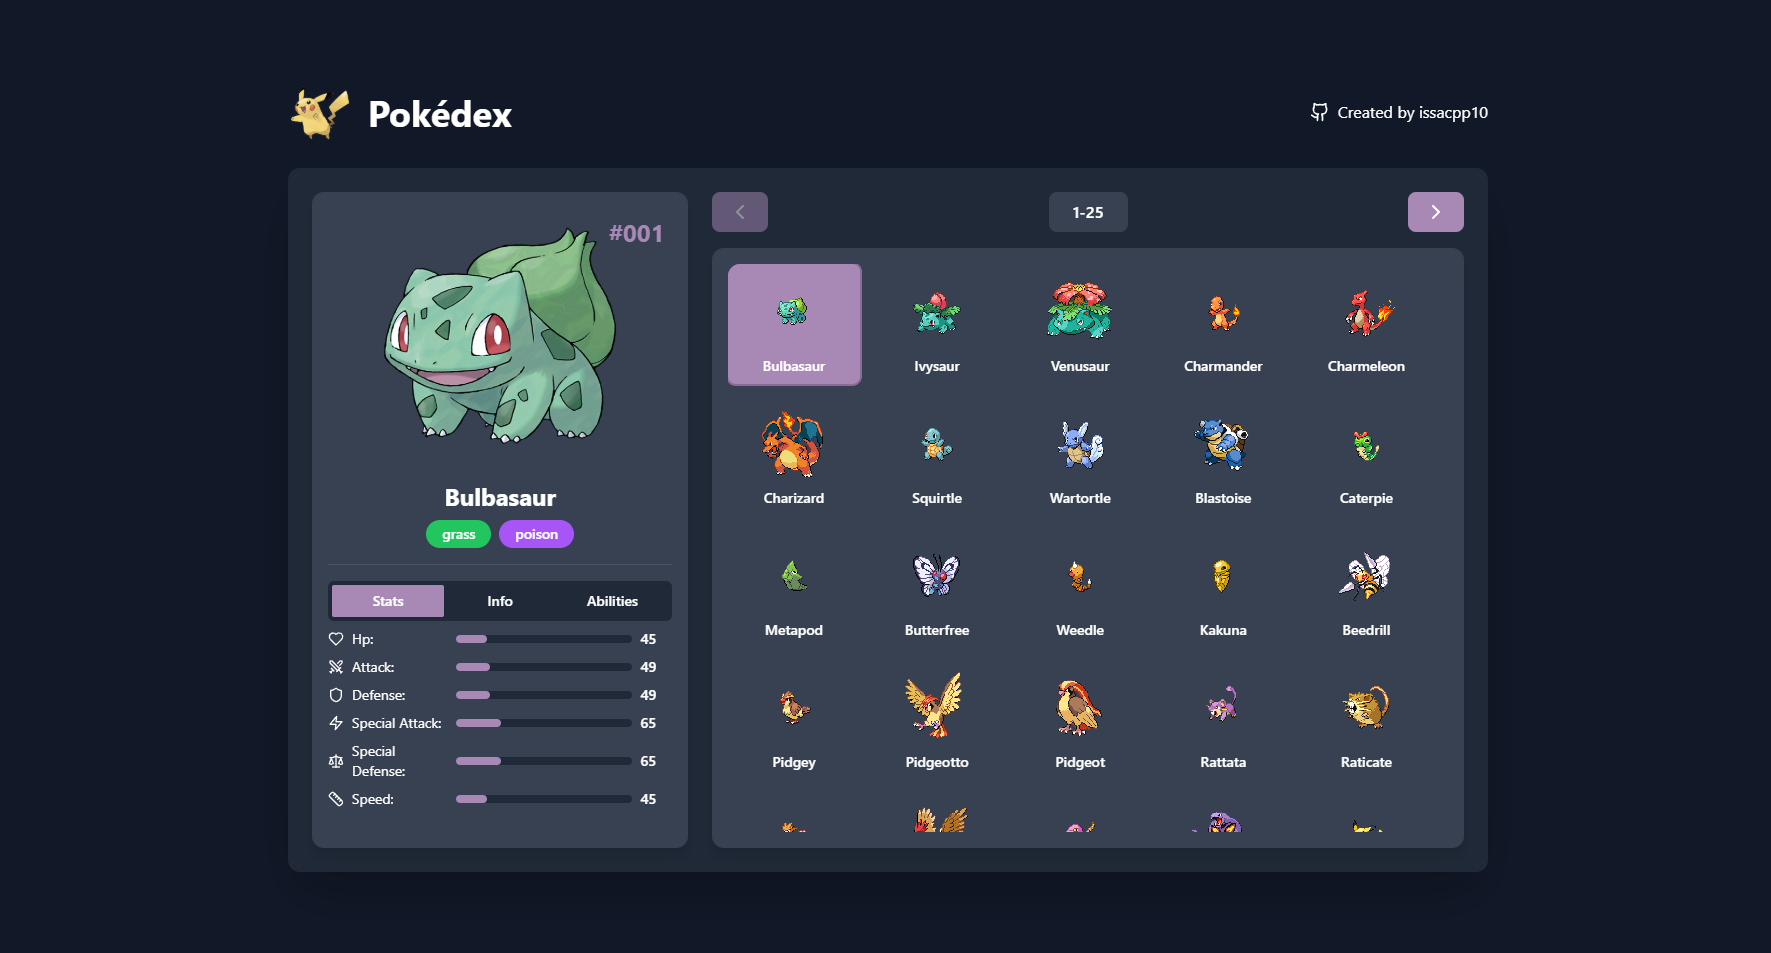 Pokédex
Created by issacpp10
#001
Bulbasaur
grass poison
Stats Info Abilities
Hp: 45
Attack: 49
Defense: 49
Special Attack: 65
Special
Defense: 65
Speed: 45
1-25
Bulbasaur Ivysaur Venusaur Charmander Charmeleon
Charizard Squirtle Wartortle Blastoise Caterpie
Metapod Butterfree Weedle Kakuna Beedrill
Pidgey Pidgeotto Pidgeot Rattata Raticate